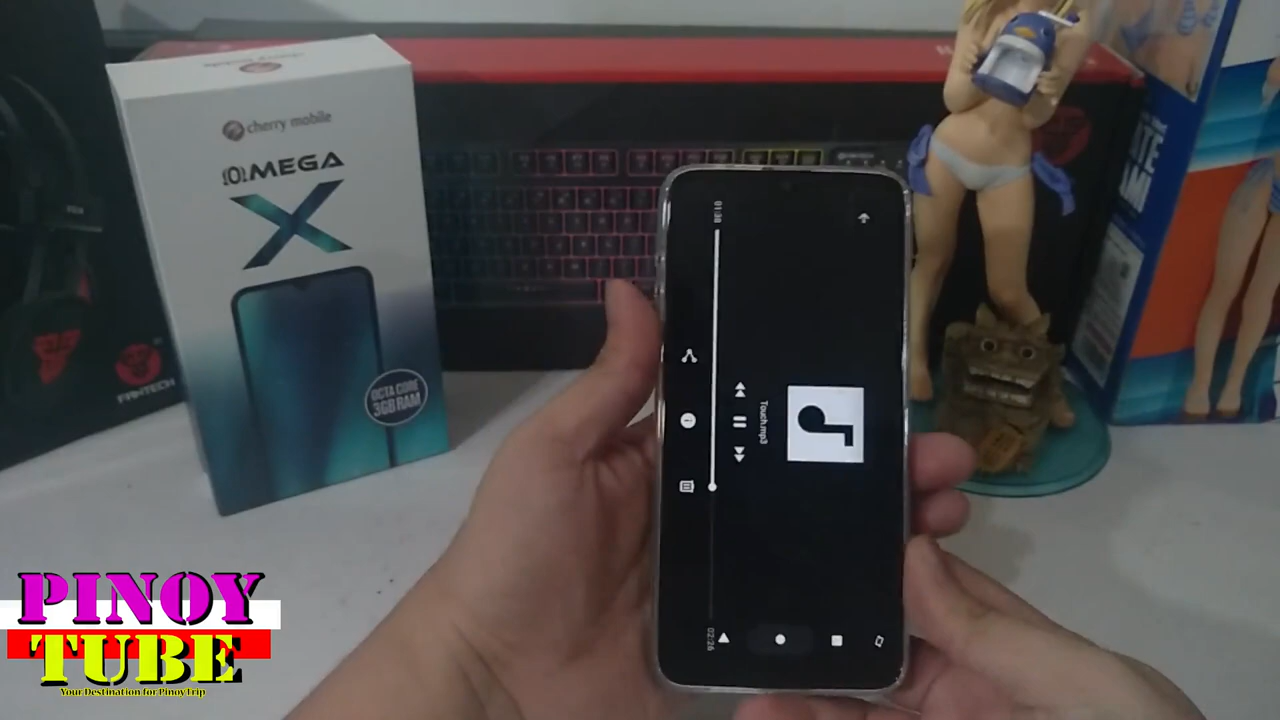 cherry mobile
OMEGA
X
OCTA CORE
3GB RAM
FANTECH
01:38
Touch.mp3
02:26
PINOY
TUBE
Your Destination for PinoyTrip